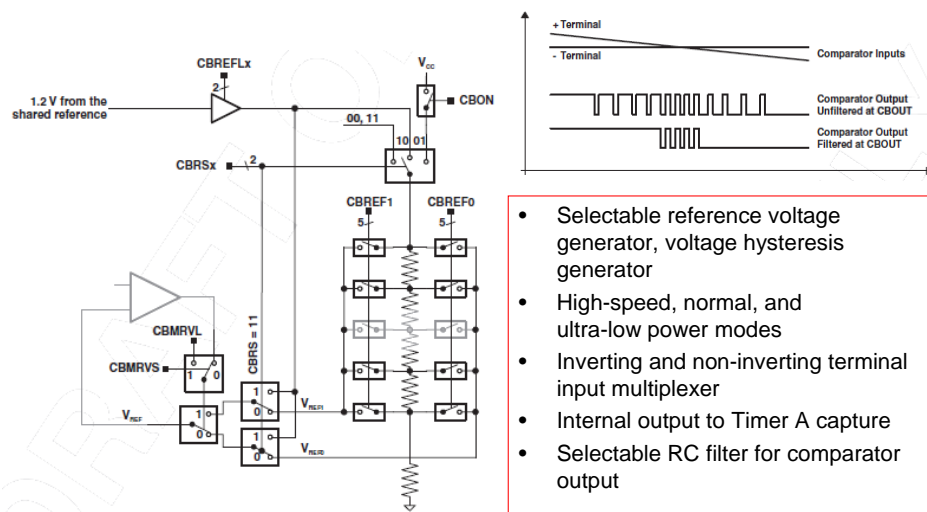 CBREFLx
2
1.2 V from the
shared reference
VCC
CBON
00, 11
10 01
CBRSx
2
CBREF1
CBREF0
5
5
CBRS = 11
CBMRVL
CBMRVS
1 0
VREF
1
0
1
0
VREF1
1
0
VREF0
+ Terminal
- Terminal
Comparator Inputs
Comparator Output
Unfiltered at CBOUT
Comparator Output
Filtered at CBOUT
• Selectable reference voltage
generator, voltage hysteresis
generator
• High-speed, normal, and
ultra-low power modes
• Inverting and non-inverting terminal
input multiplexer
• Internal output to Timer A capture
• Selectable RC filter for comparator
output